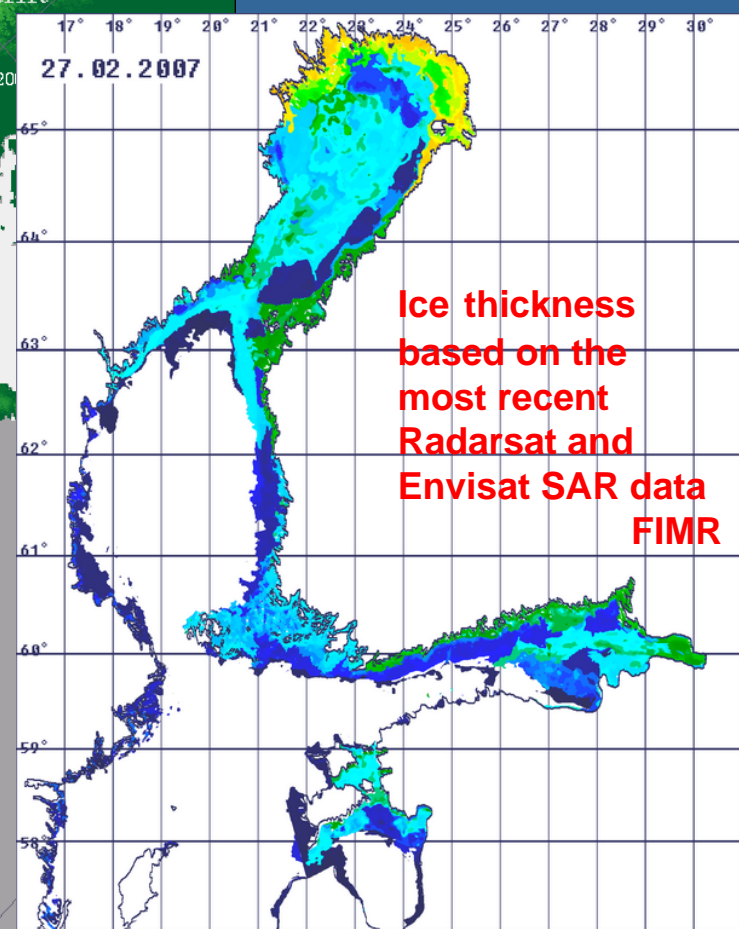 17° 18° 19° 20° 21° 22° 23° 24° 25° 26° 27° 28° 29° 30°
27.02.2007
65°
64°
Ice thickness
based on the
63°
most recent
Radarsat and
62°
Envisat SAR data
FIMR
61°
60°
59°
58°